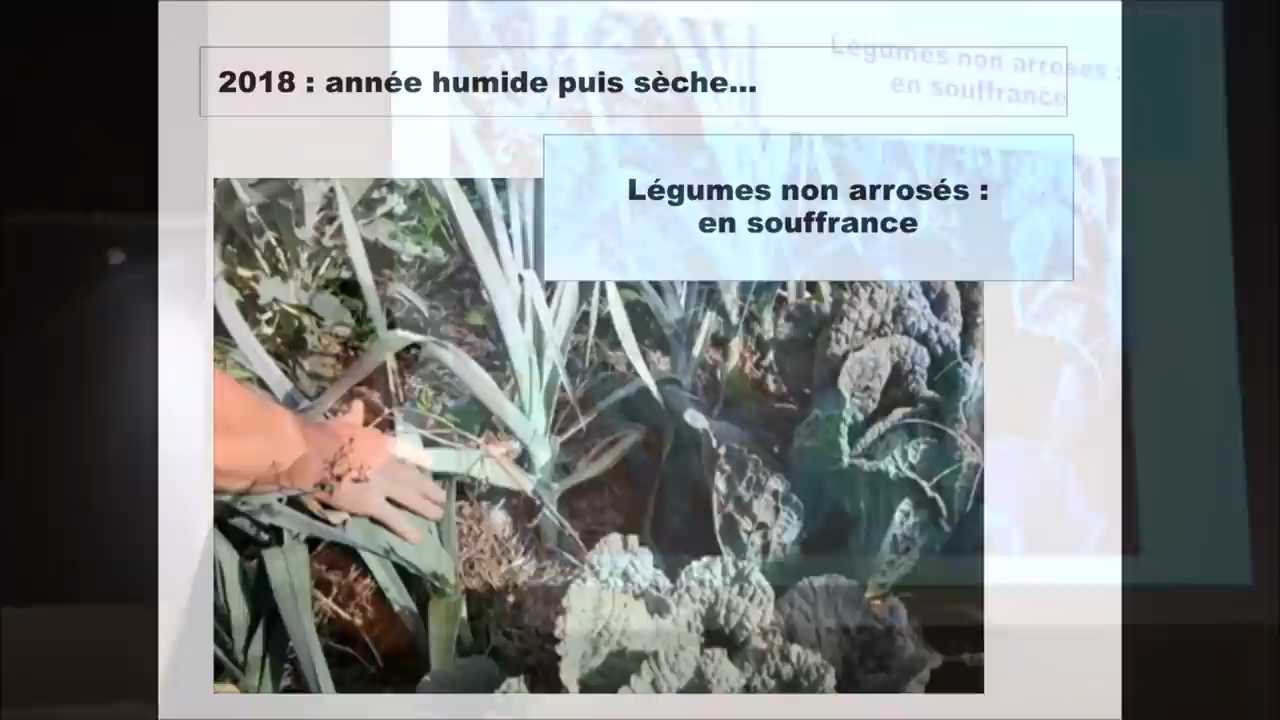 2018 : année humide puis sèche...
Légumes non arrosés :
en souffrance
Légumes non arrosés :
en souffrance